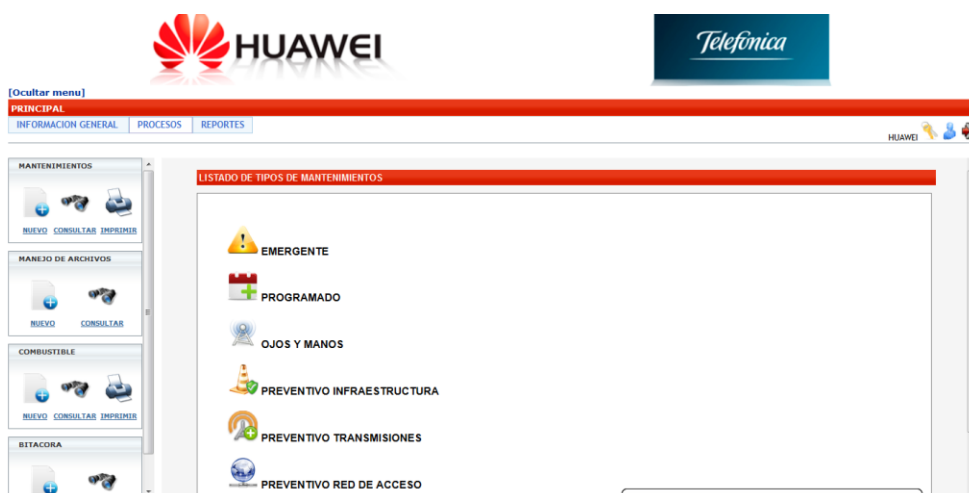 HUAWEI
Telefónica
[Ocultar menu]
PRINCIPAL
INFORMACION GENERAL PROCESOS REPORTES
HUAWEI
MANTENIMIENTOS
NUEVO CONSULTAR IMPRIMIR
MANEJO DE ARCHIVOS
NUEVO CONSULTAR
COMBUSTIBLE
NUEVO CONSULTAR IMPRIMIR
BITACORA
LISTADO DE TIPOS DE MANTENIMIENTOS
EMERGENTE
PROGRAMADO
OJOS Y MANOS
PREVENTIVO INFRAESTRUCTURA
PREVENTIVO TRANSMISIONES
PREVENTIVO RED DE ACCESO